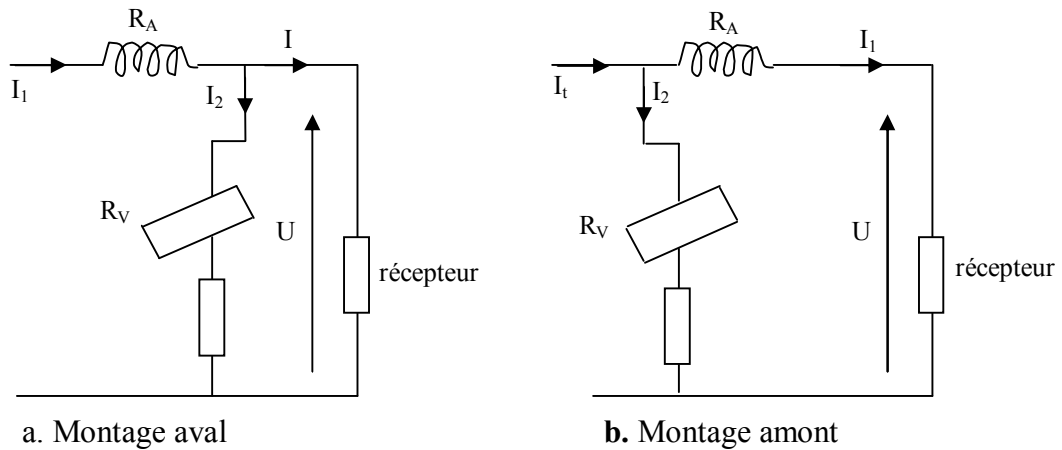 R_A
I
I_1
I_2
R_V
U
récepteur
a. Montage aval
R_A
I_1
I_t
I_2
R_V
U
récepteur
b. Montage amont